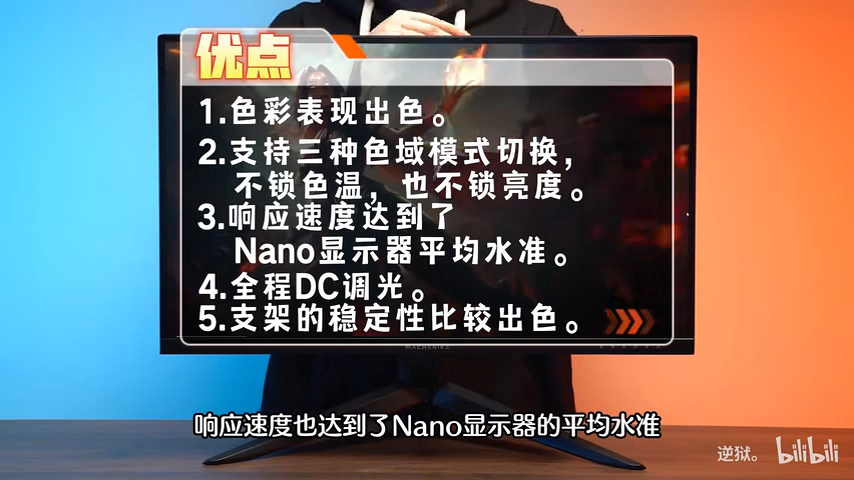 优点
1.色彩表现出色。
2.支持三种色域模式切换，
不锁色温，也不锁亮度。
3.响应速度达到了
Nano显示器平均水准。
4.全程DC调光。
5.支架的稳定性比较出色。
MACHENIKE
响应速度也达到了Nano显示器的平均水准
逆狱。 bilibili